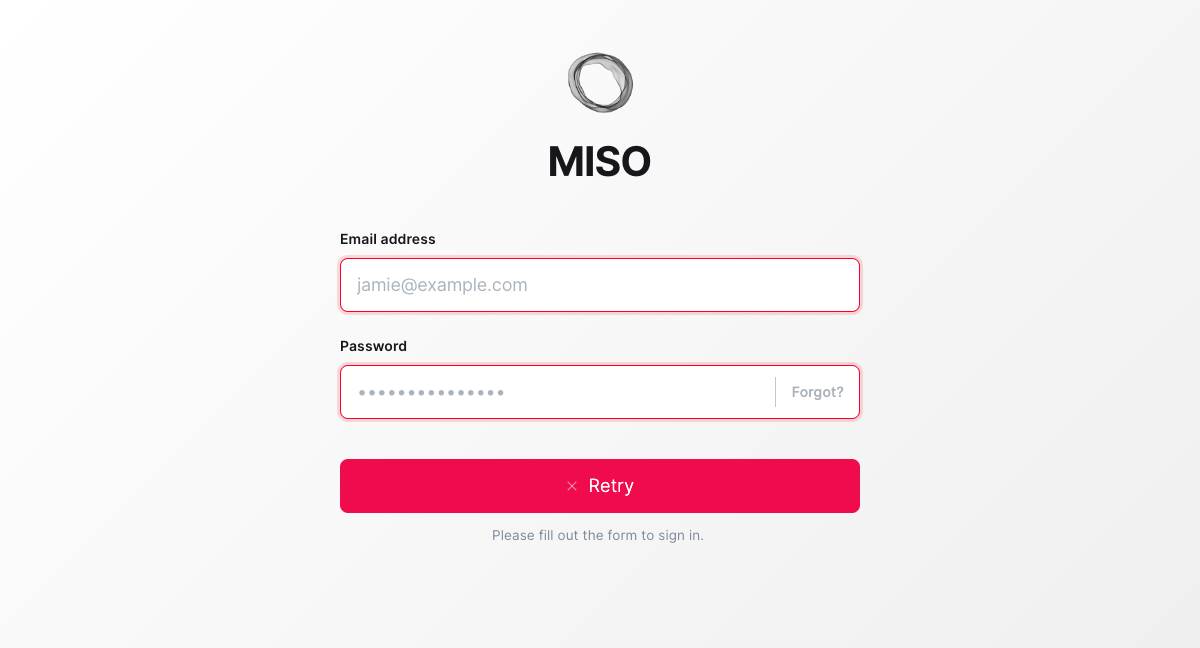 MISO
Email address
jamie@example.com
Password
••••••••••••••• Forgot?
× Retry
Please fill out the form to sign in.